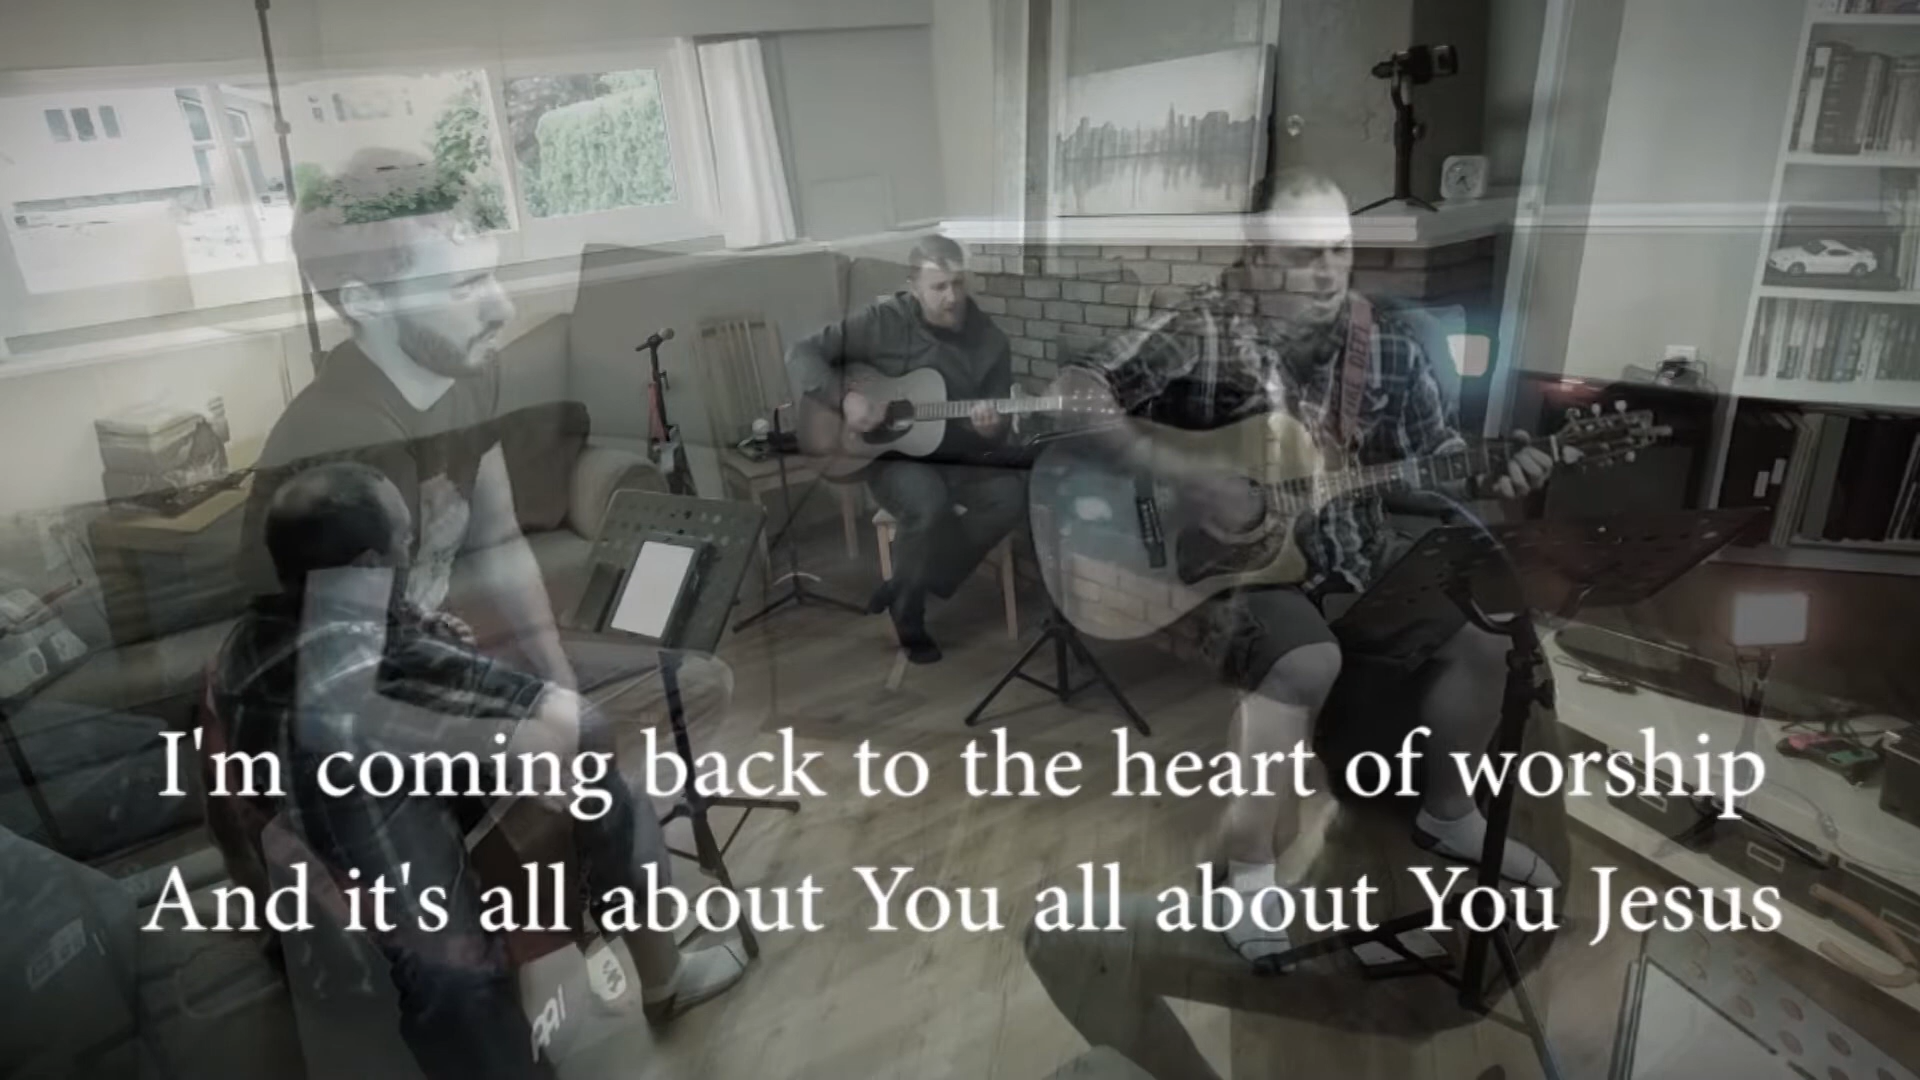 I'm coming back to the heart of worship
And it's all about You all about You Jesus